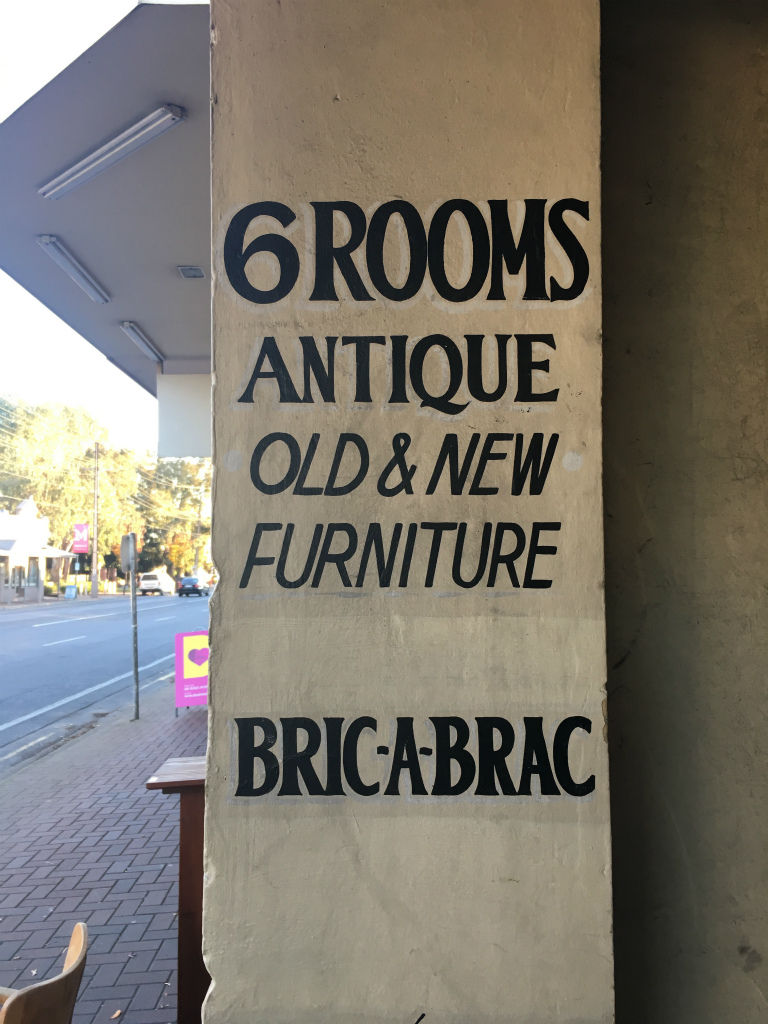 6 ROOMS
ANTIQUE
OLD & NEW
FURNITURE
BRIC-A-BRAC